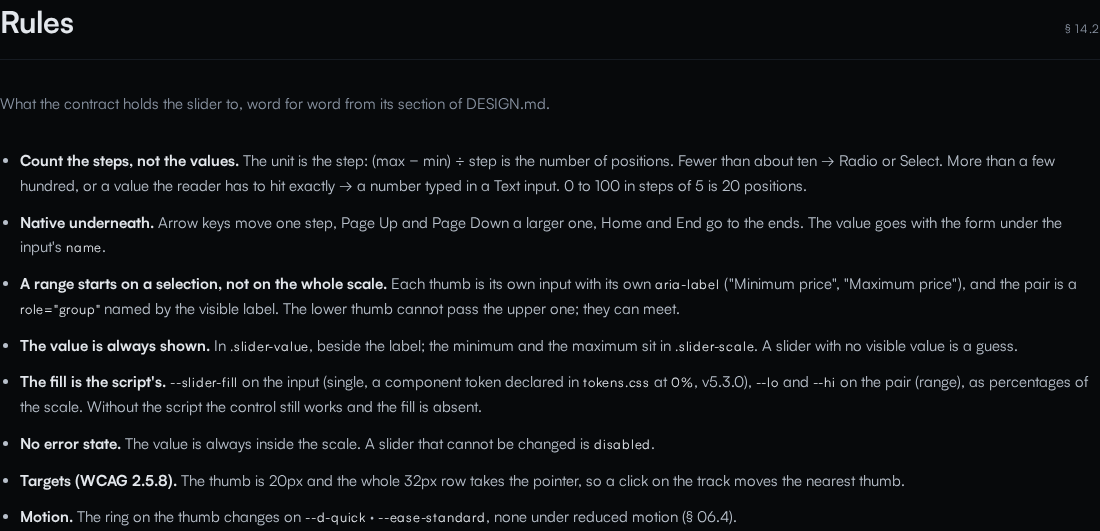 Rules
§ 14.2
What the contract holds the slider to, word for word from its section of DESIGN.md.
• Count the steps, not the values. The unit is the step: (max − min) ÷ step is the number of positions. Fewer than about ten → Radio or Select. More than a few
hundred, or a value the reader has to hit exactly → a number typed in a Text input. 0 to 100 in steps of 5 is 20 positions.
• Native underneath. Arrow keys move one step, Page Up and Page Down a larger one, Home and End go to the ends. The value goes with the form under the
input's name.
• A range starts on a selection, not on the whole scale. Each thumb is its own input with its own aria-label ("Minimum price", "Maximum price"), and the pair is a
role="group" named by the visible label. The lower thumb cannot pass the upper one; they can meet.
• The value is always shown. In .slider-value, beside the label; the minimum and the maximum sit in .slider-scale. A slider with no visible value is a guess.
• The fill is the script's. --slider-fill on the input (single, a component token declared in tokens.css at 0%, v5.3.0), --lo and --hi on the pair (range), as percentages of
the scale. Without the script the control still works and the fill is absent.
• No error state. The value is always inside the scale. A slider that cannot be changed is disabled.
• Targets (WCAG 2.5.8). The thumb is 20px and the whole 32px row takes the pointer, so a click on the track moves the nearest thumb.
• Motion. The ring on the thumb changes on --d-quick · --ease-standard, none under reduced motion (§ 06.4).